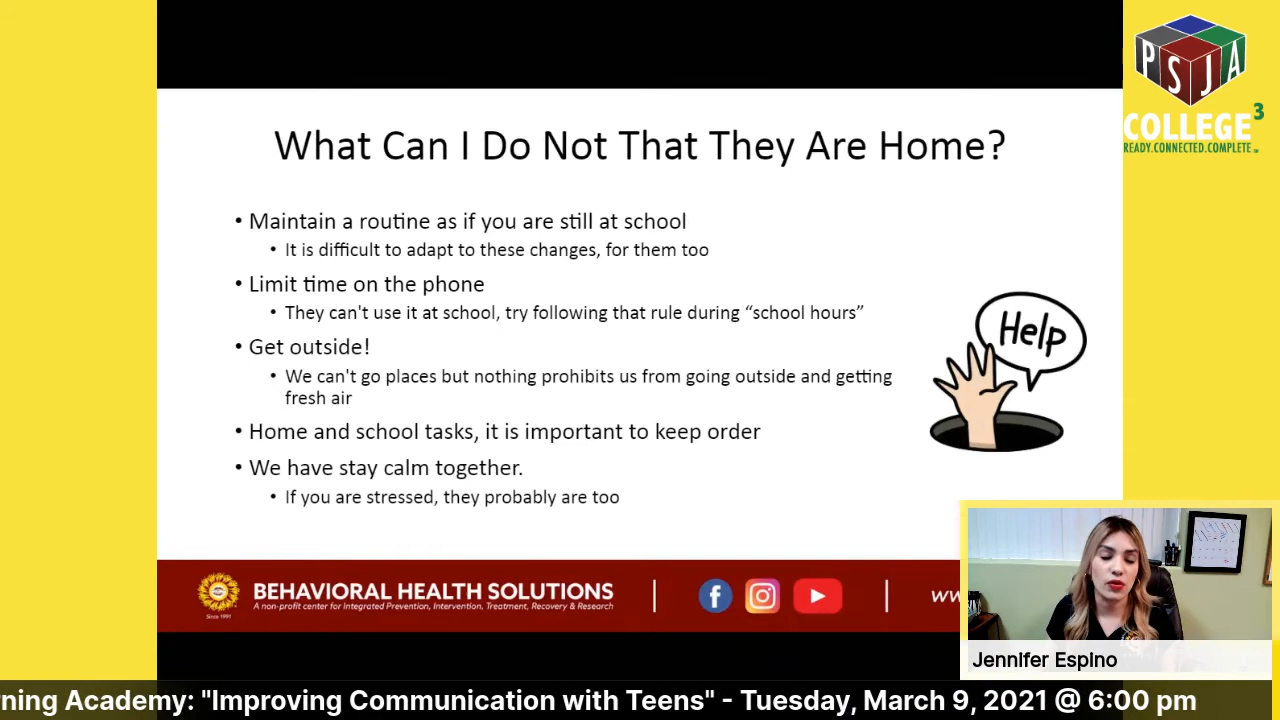 PSJA
COLLEGE³
READY.CONNECTED.COMPLETE
What Can I Do Not That They Are Home?
• Maintain a routine as if you are still at school
• It is difficult to adapt to these changes, for them too
• Limit time on the phone
• They can't use it at school, try following that rule during “school hours”
• Get outside!
• We can't go places but nothing prohibits us from going outside and getting
fresh air
• Home and school tasks, it is important to keep order
• We have stay calm together.
• If you are stressed, they probably are too
Help
BEHAVIORAL HEALTH SOLUTIONS
A non-profit center for Integrated Prevention, Intervention, Treatment, Recovery & Research
Since 1991
Jennifer Espino
Academy: "Improving Communication with Teens" - Tuesday, March 9, 2021 @ 6:00 pm